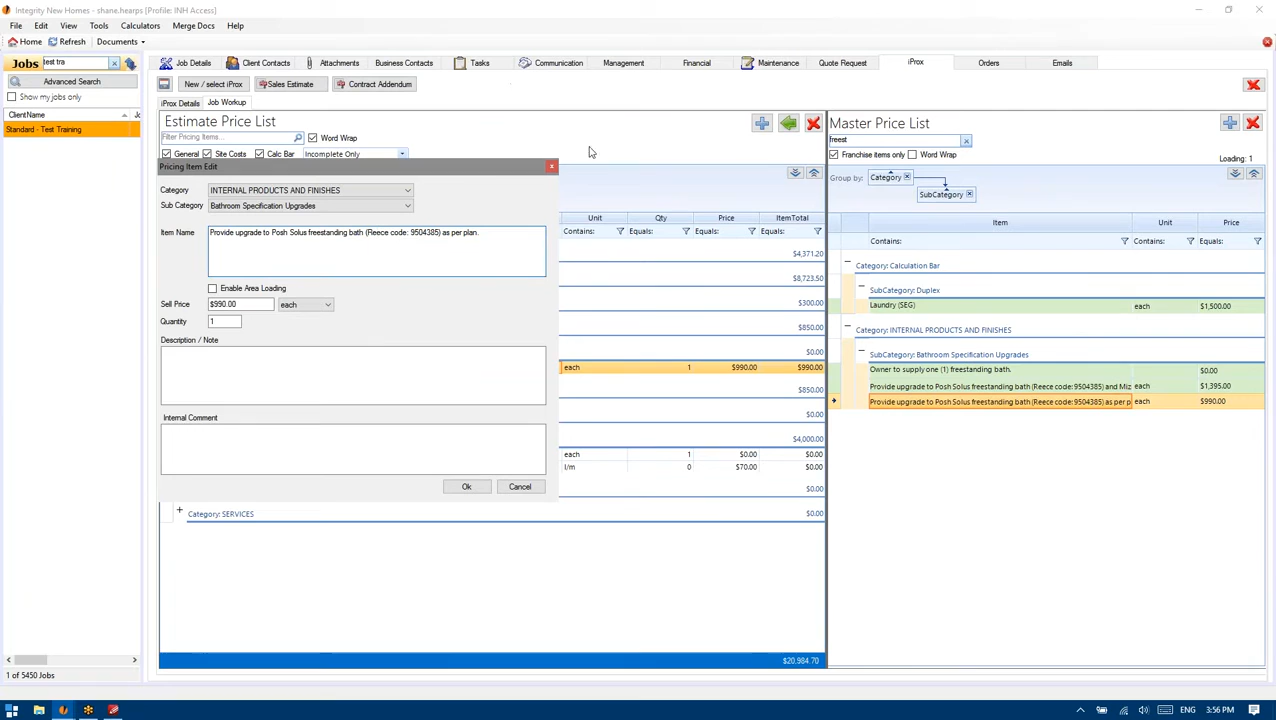 Integrity New Homes - shane.hearps [Profile: INH Access]
File Edit View Tools Calculators Merge Docs Help
Home Refresh Documents
Jobs test tra
Advanced Search
Show my jobs only
ClientName
Standard - Test Training
1 of 5450 Jobs
Job Details Client Contacts Attachments Business Contacts Tasks Communication Management Financial Maintenance Quote Request iProx Orders Emails
New / select iProx Sales Estimate Contract Addendum
iProx Details Job Workup
Estimate Price List
Filter Pricing Items... Word Wrap
General Site Costs Calc Bar Incomplete Only
Pricing Item Edit
Category INTERNAL PRODUCTS AND FINISHES
Sub Category Bathroom Specification Upgrades
Item Name Provide upgrade to Posh Solus freestanding bath (Reece code: 9504385) as per plan.
Enable Area Loading
Sell Price $990.00 each
Quantity 1
Description / Note
Internal Comment
Ok Cancel
Unit Qty Price ItemTotal
Contains: Equals: Equals: Equals:
$4,371.20
$8,723.50
$300.00
$850.00
$0.00
each 1 $990.00 $990.00
$850.00
$0.00
$4,000.00
each 1 $0.00 $0.00
l/m 0 $70.00 $0.00
$0.00
Category: SERVICES $0.00
$20,984.70
Master Price List
freest
Franchise items only Word Wrap
Loading: 1
Group by: Category
SubCategory
Item Unit Price
Contains: Contains: Equals:
Category: Calculation Bar
SubCategory: Duplex
Laundry (SEG) each $1,500.00
Category: INTERNAL PRODUCTS AND FINISHES
SubCategory: Bathroom Specification Upgrades
Owner to supply one (1) freestanding bath. $0.00
Provide upgrade to Posh Solus freestanding bath (Reece code: 9504385) and Miz each $1,395.00
Provide upgrade to Posh Solus freestanding bath (Reece code: 9504385) as per p each $990.00
ENG 3:56 PM